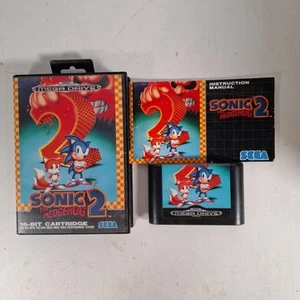 MEGA DRIVE
2
SONIC
THE HEDGEHOG 2
16-BIT CARTRIDGE
SEGA
INSTRUCTION
MANUAL
SONIC
THE HEDGEHOG 2
SEGA
2
MEGA DRIVE